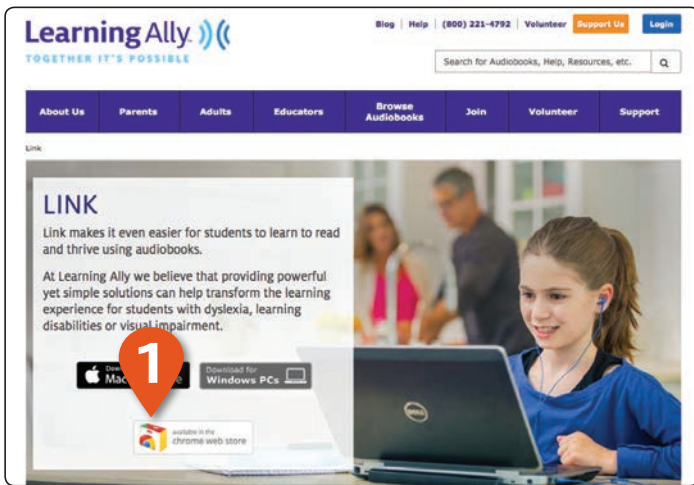 Learning Ally
TOGETHER IT'S POSSIBLE
Blog | Help | (800) 221-4792 | Volunteer Support Us Login
Search for Audiobooks, Help, Resources, etc.
About Us Parents Adults Educators Browse Audiobooks Join Volunteer Support
Link
LINK
Link makes it even easier for students to learn to read
and thrive using audiobooks.
At Learning Ally we believe that providing powerful
yet simple solutions can help transform the learning
experience for students with dyslexia, learning
disabilities or visual impairment.
Download for
Windows PCs
1
available in the
chrome web store
DELL